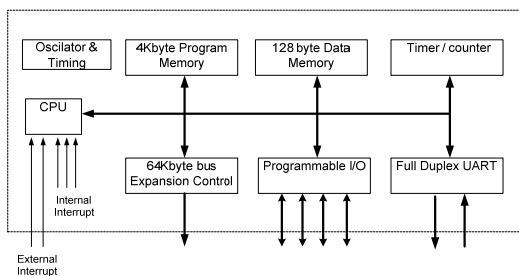 Oscilator &
Timing
4Kbyte Program
Memory
128 byte Data
Memory
Timer / counter
CPU
64Kbyte bus
Expansion Control
Programmable I/O
Full Duplex UART
Internal
Interrupt
External
Interrupt